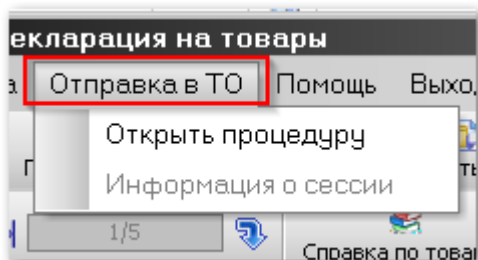 екларация на товары
а Отправка в ТО Помощь Выхо
Открыть процедуру
Информация о сессии
1/5
Справка по това